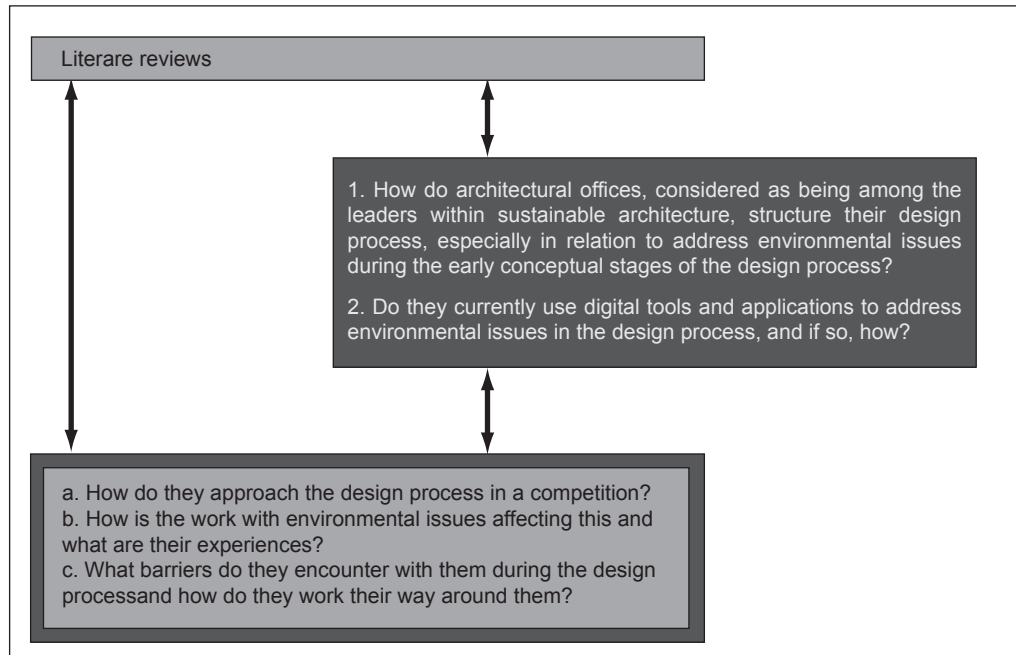 Literare reviews
1. How do architectural offices, considered as being among the
leaders within sustainable architecture, structure their design
process, especially in relation to address environmental issues
during the early conceptual stages of the design process?
2. Do they currently use digital tools and applications to address
environmental issues in the design process, and if so, how?
a. How do they approach the design process in a competition?
b. How is the work with environmental issues affecting this and
what are their experiences?
c. What barriers do they encounter with them during the design
processand how do they work their way around them?